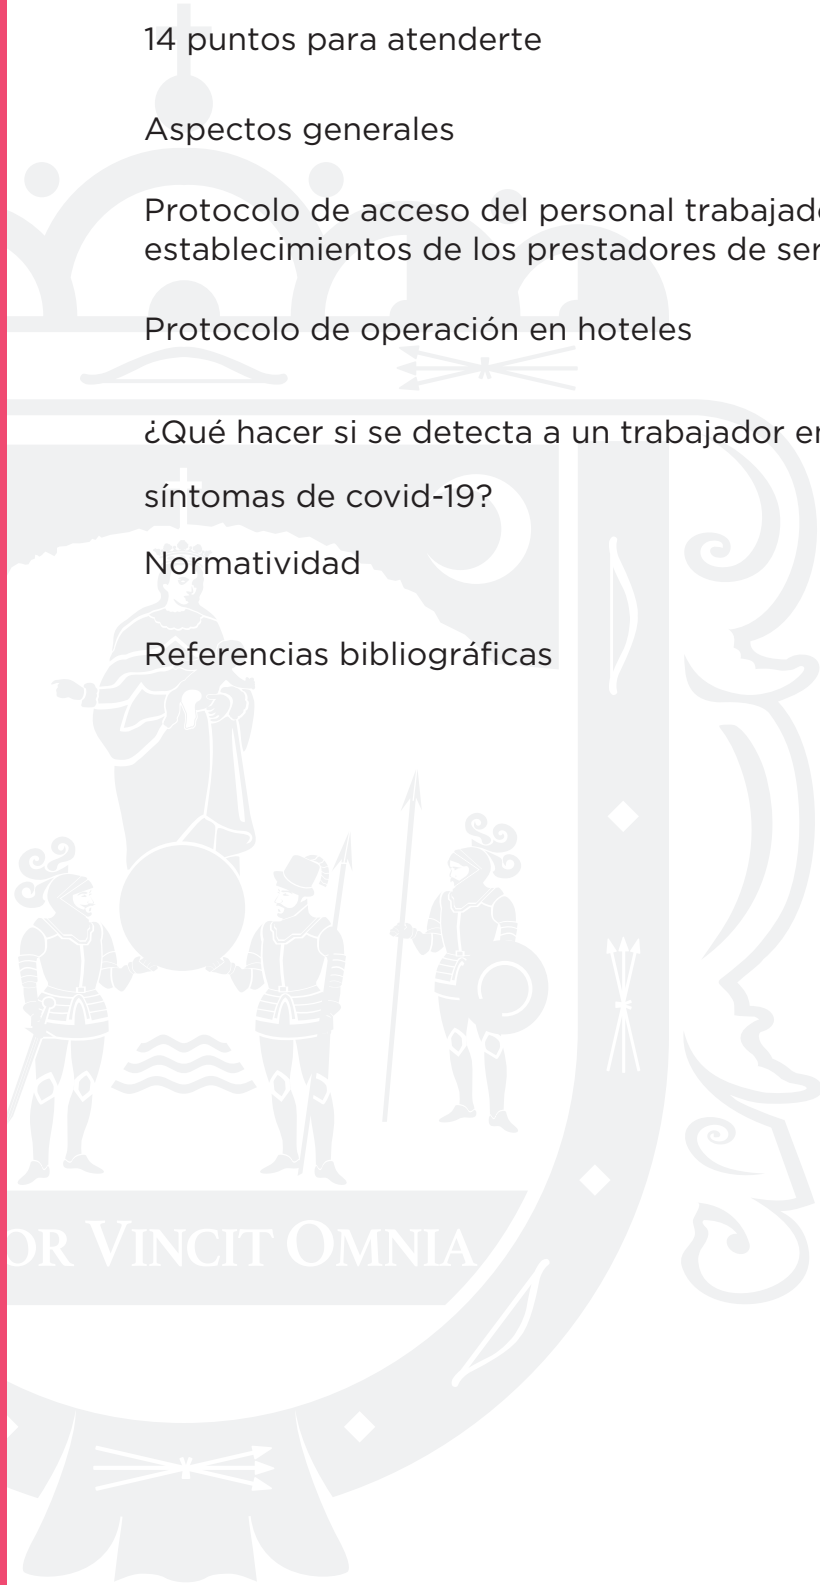 14 puntos para atenderte
Aspectos generales
Protocolo de acceso del personal
establecimientos de los prestadores de
Protocolo de operación en hoteles
¿Qué hacer si se detecta a un trabajador
síntomas de covid-19?
Normatividad
Referencias bibliográficas
OR VINCIT OMNIA